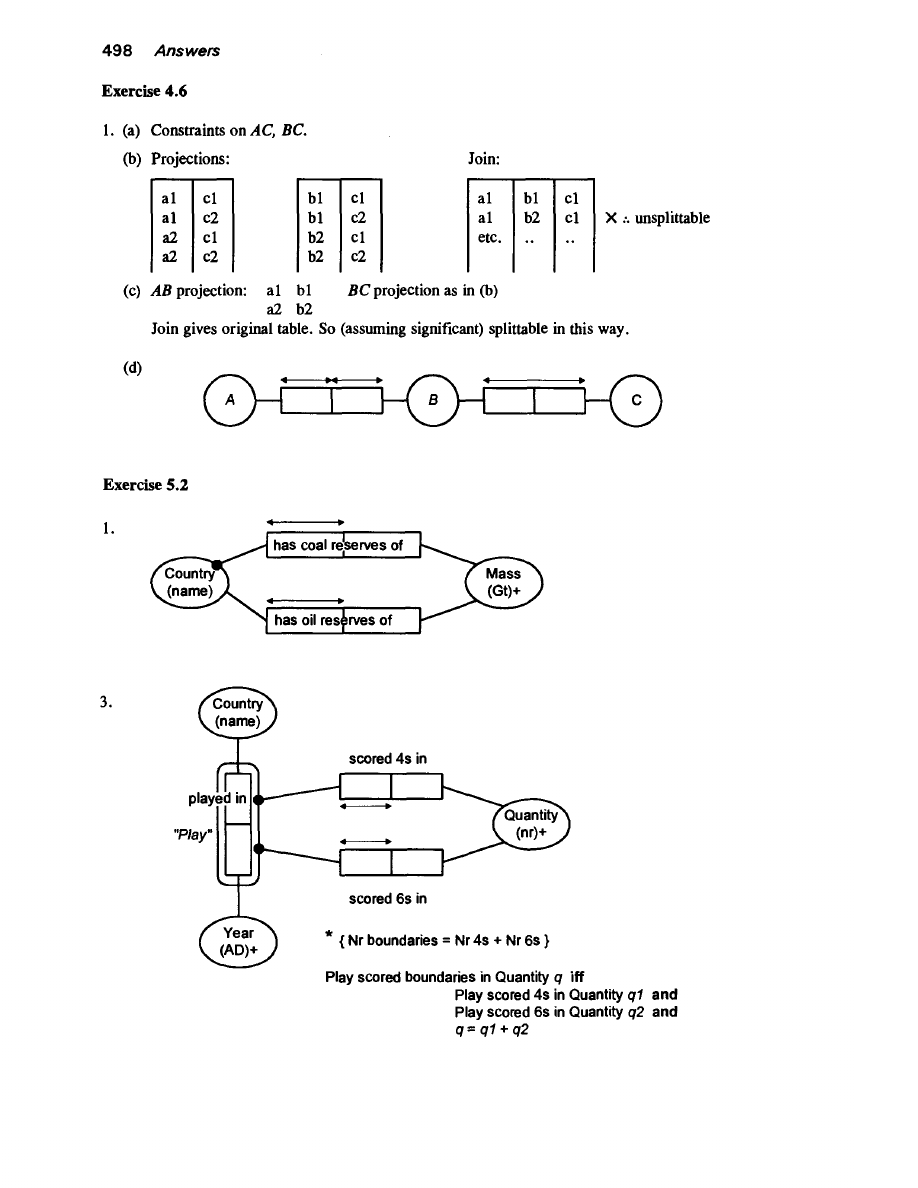 498 Answers
Exercise 4.6
1. (a) Constraints on AC, BC.
(b) Projections: Join:
a1 c1 b1 c1 a1 b1 c1
a1 c2 b1 c2 a1 b2 c1 × ∴ unsplittable
a2 c1 b2 c1 etc. .. ..
a2 c2 b2 c2
(c) AB projection: a1 b1 BC projection as in (b)
a2 b2
Join gives original table. So (assuming significant) splittable in this way.
(d)
A B C
Exercise 5.2
1.
has coal reserves of
Country
(name)
Mass
(Gt)+
has oil reserves of
3.
Country
(name)
scored 4s in
played in
"Play"
Quantity
(nr)+
scored 6s in
Year
(AD)+
* { Nr boundaries = Nr 4s + Nr 6s }
Play scored boundaries in Quantity q iff
Play scored 4s in Quantity q1 and
Play scored 6s in Quantity q2 and
q = q1 + q2